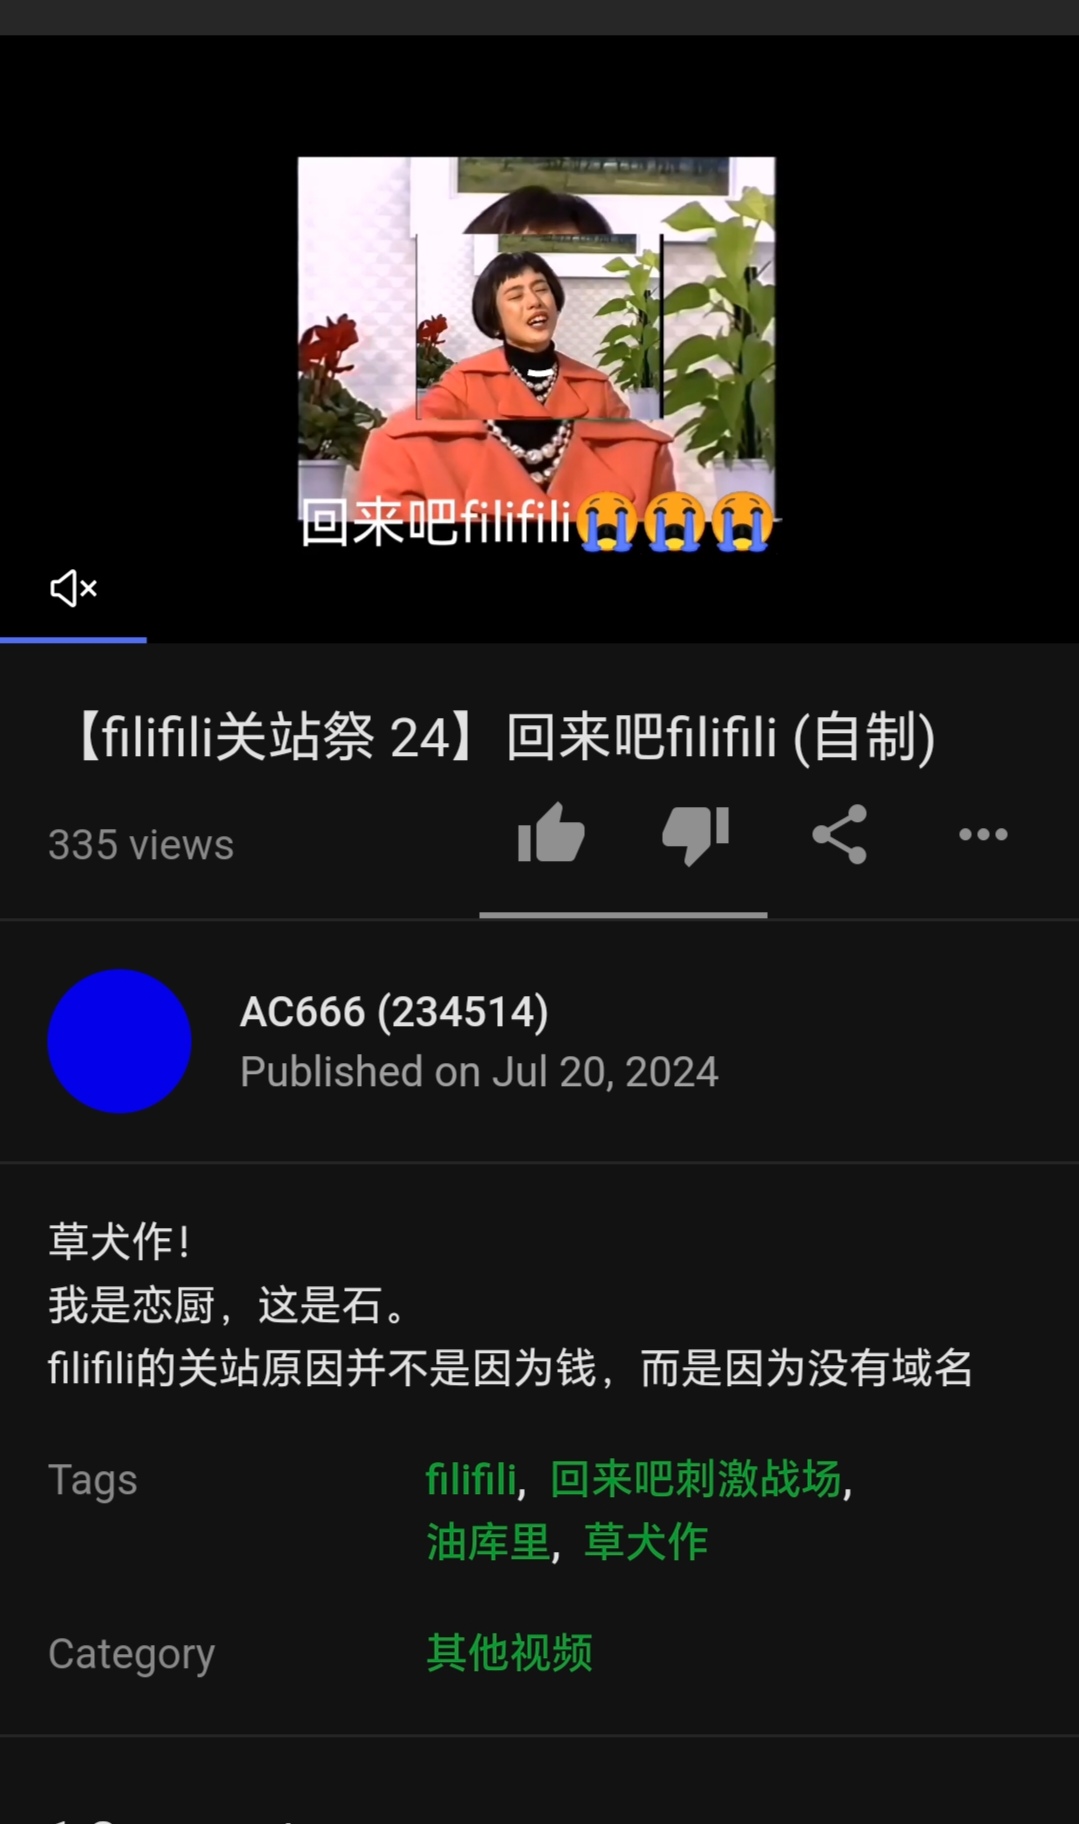 回来吧filifili😭😭😭
【filifili关站祭 24】回来吧filifili (自制)
335 views
AC666 (234514)
Published on Jul 20, 2024
草犬作！
我是恋厨，这是石。
filifili的关站原因并不是因为钱，而是因为没有域名
Tags
filifili, 回来吧刺激战场,
油库里, 草犬作
Category
其他视频